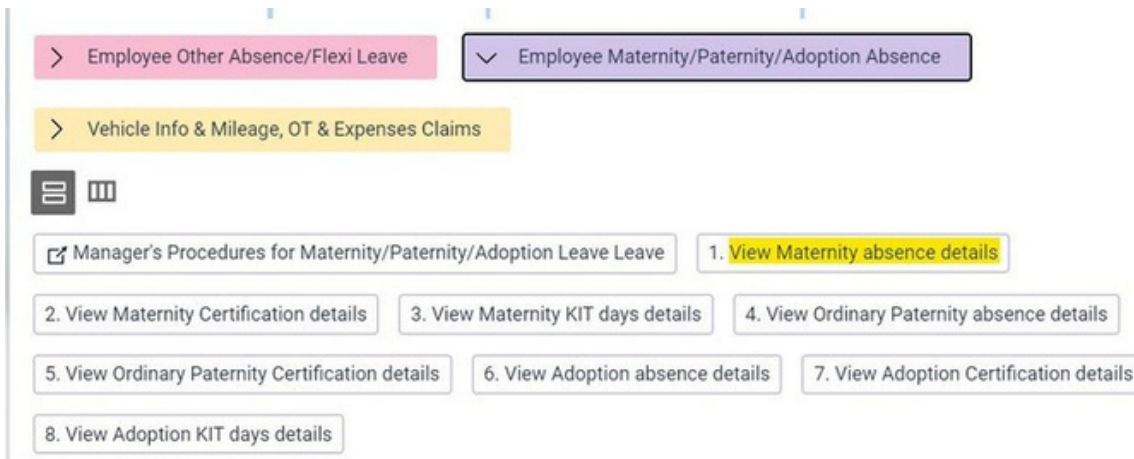 Employee Other Absence/Flexi Leave
Employee Maternity/Paternity/Adoption Absence
Vehicle Info & Mileage, OT & Expenses Claims
Manager's Procedures for Maternity/Paternity/Adoption Leave Leave
1. View Maternity absence details
2. View Maternity Certification details
3. View Maternity KIT days details
4. View Ordinary Paternity absence details
5. View Ordinary Paternity Certification details
6. View Adoption absence details
7. View Adoption Certification details
8. View Adoption KIT days details